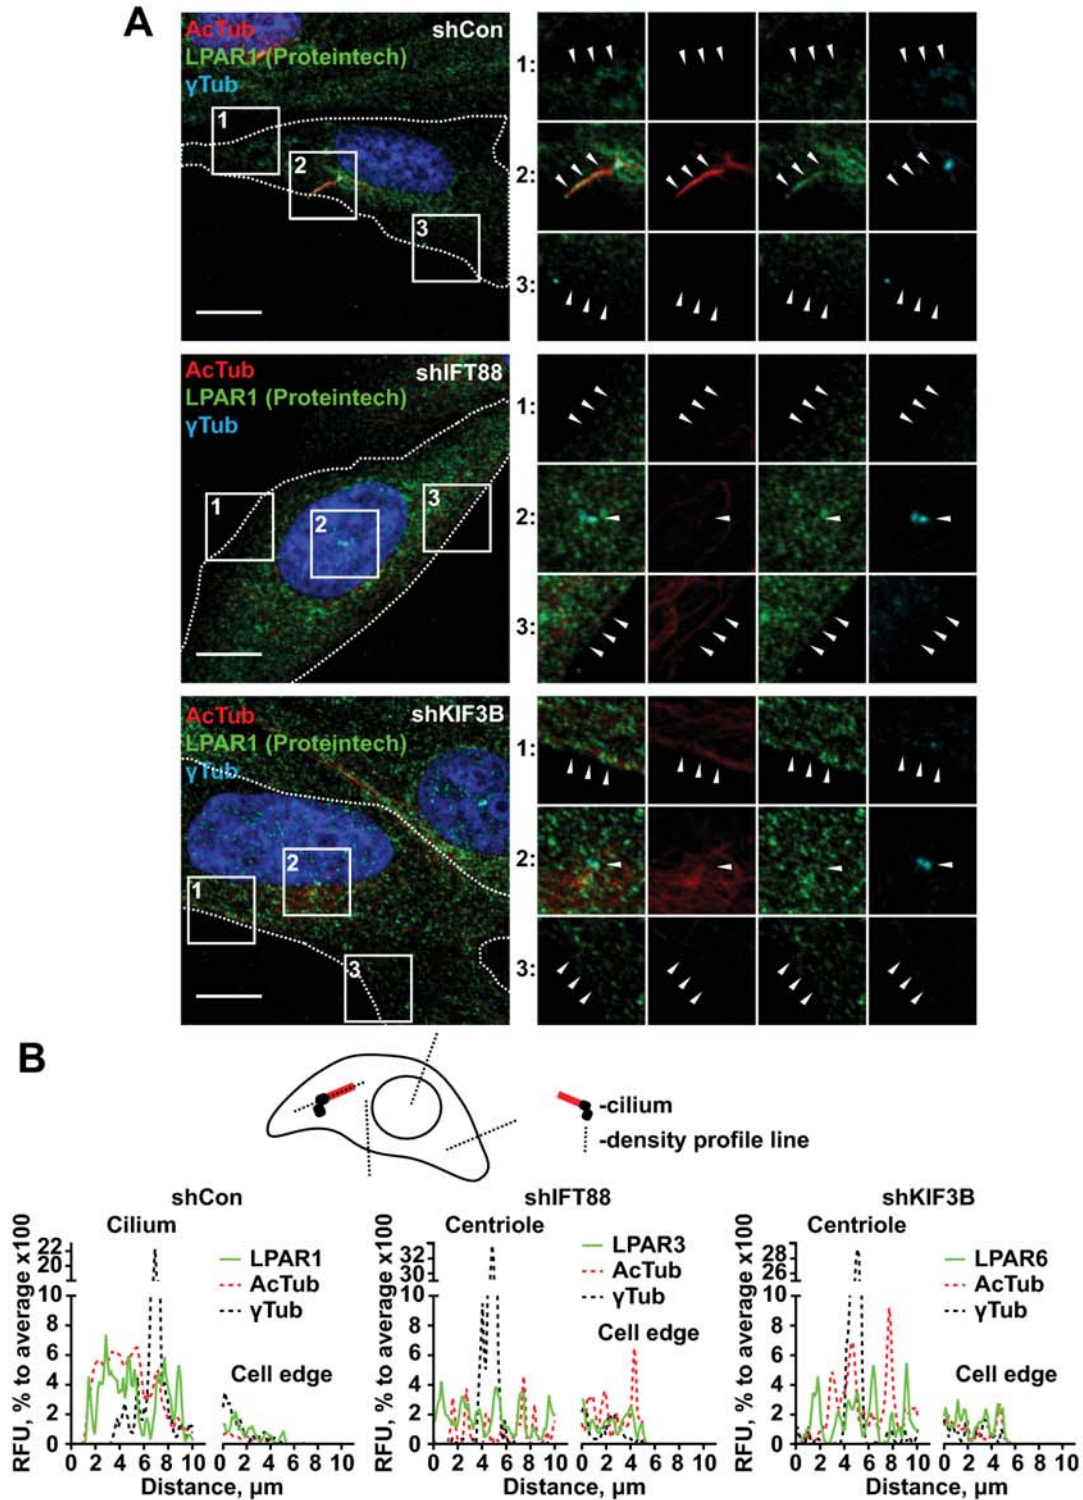 A
AcTub
shCon
LPAR1 (Proteintech)
γTub
1
2
3
1:
2:
3:
AcTub
shIFT88
LPAR1 (Proteintech)
γTub
1
2
3
1:
2:
3:
AcTub
shKIF3B
LPAR1 (Proteintech)
γTub
1
2
3
1:
2:
3:
B
-cilium
-density profile line
shCon
Cilium
RFU, % to average x100
22
20
10
8
6
4
2
0
LPAR1
AcTub
γTub
Cell edge
0 2 4 6 8 10
0 2 4 6 8 10
Distance, µm
shIFT88
Centriole
RFU, % to average x100
32
30
10
8
6
4
2
0
LPAR3
AcTub
γTub
Cell edge
0 2 4 6 8 10
0 2 4 6 8 10
Distance, µm
shKIF3B
Centriole
RFU, % to average x100
28
26
10
8
6
4
2
0
LPAR6
AcTub
γTub
Cell edge
0 2 4 6 8 10
0 2 4 6 8 10
Distance, µm